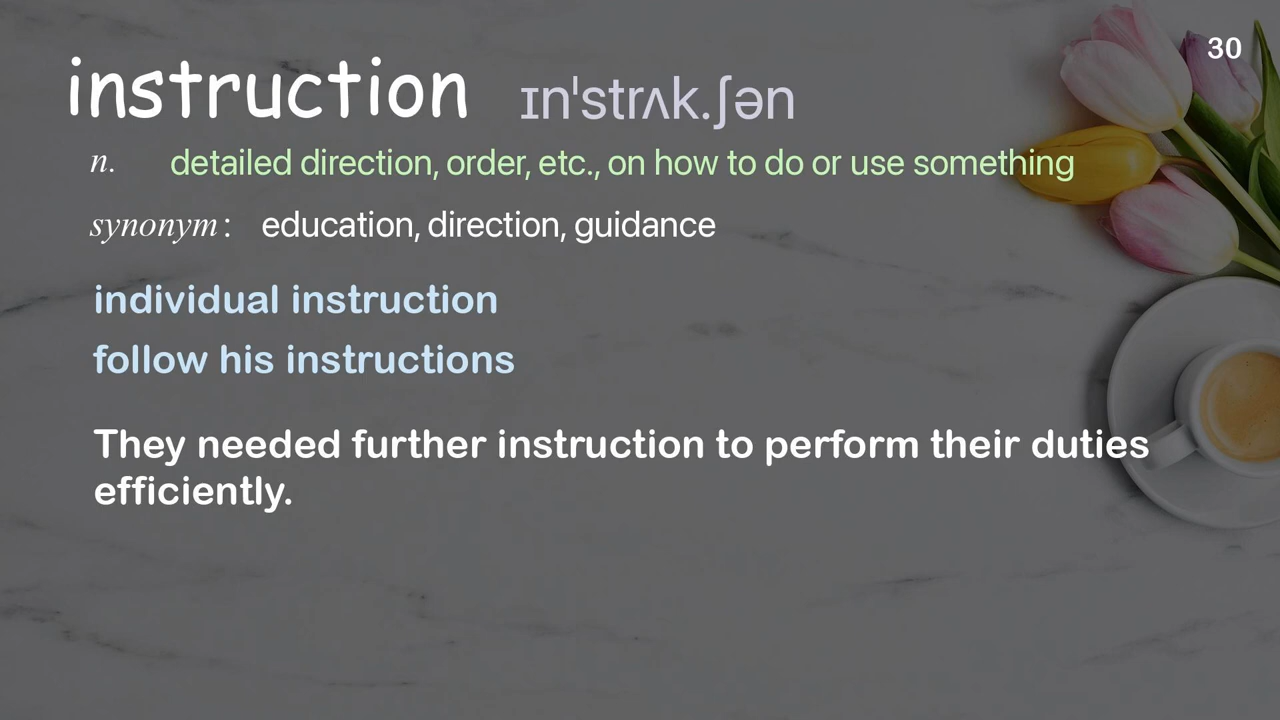 30
instruction ɪnˈstrʌk.ʃən
n. detailed direction, order, etc., on how to do or use something
synonym: education, direction, guidance
individual instruction
follow his instructions
They needed further instruction to perform their duties
efficiently.